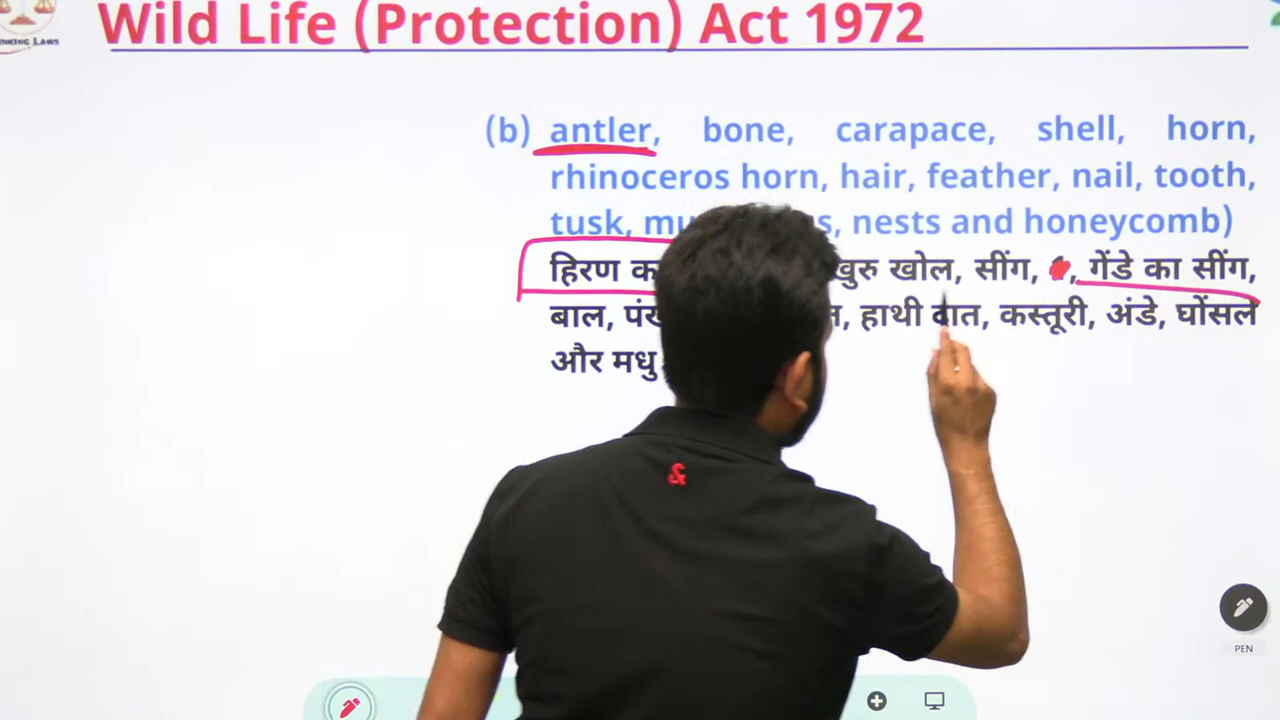 Wild Life (Protection) Act 1972
(b) antler, bone, carapace, shell, horn,
rhinoceros horn, hair, feather, nail, tooth,
tusk, nests and honeycomb)
हिरण खोल, सींग, गेंडे का सींग,
बाल, हाथी दात, कस्तूरी, अंडे, घोंसले
और मधु
&
PEN